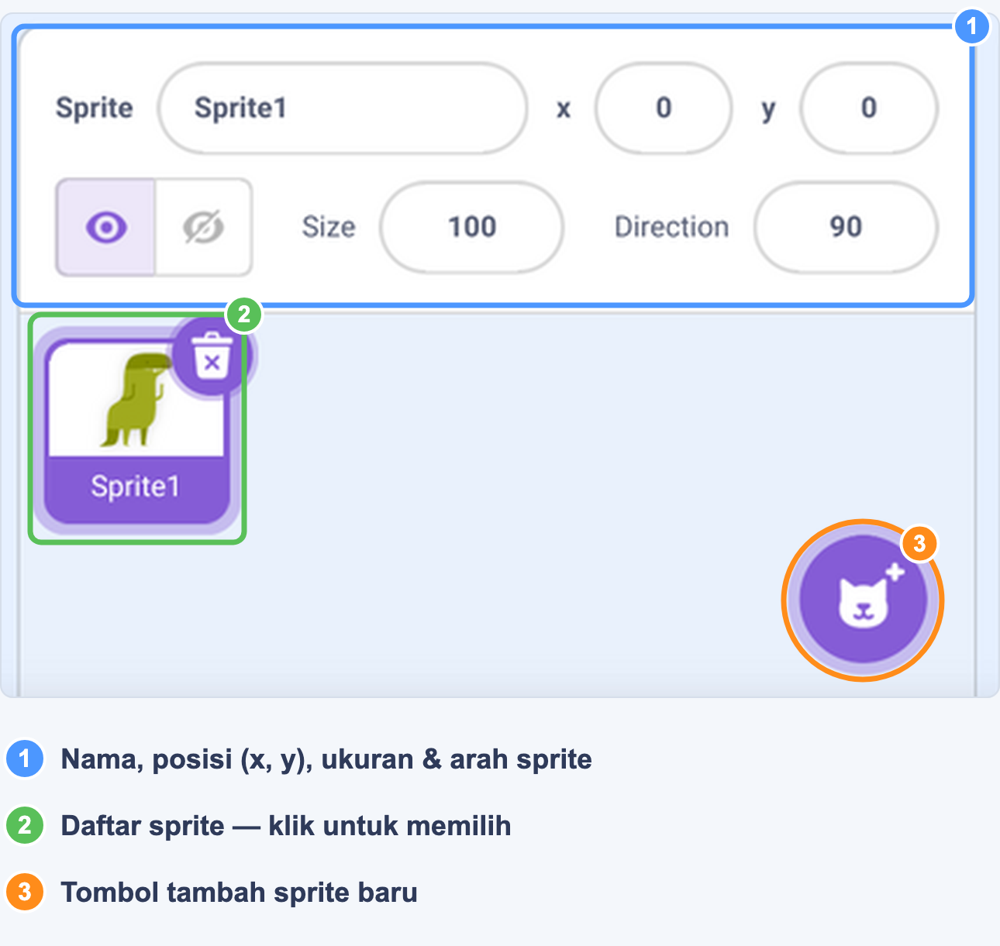 1
Sprite Sprite1 x 0 y 0
Size 100 Direction 90
2
Sprite1
3
1 Nama, posisi (x, y), ukuran & arah sprite
2 Daftar sprite — klik untuk memilih
3 Tombol tambah sprite baru